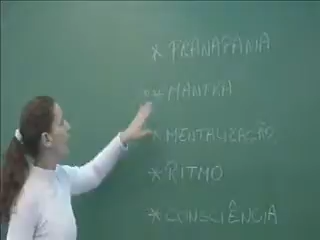 * PRANAYAMA
* MANTRA
* MENTALIZAÇÃO
* RITMO
* CONSCIÊNCIA